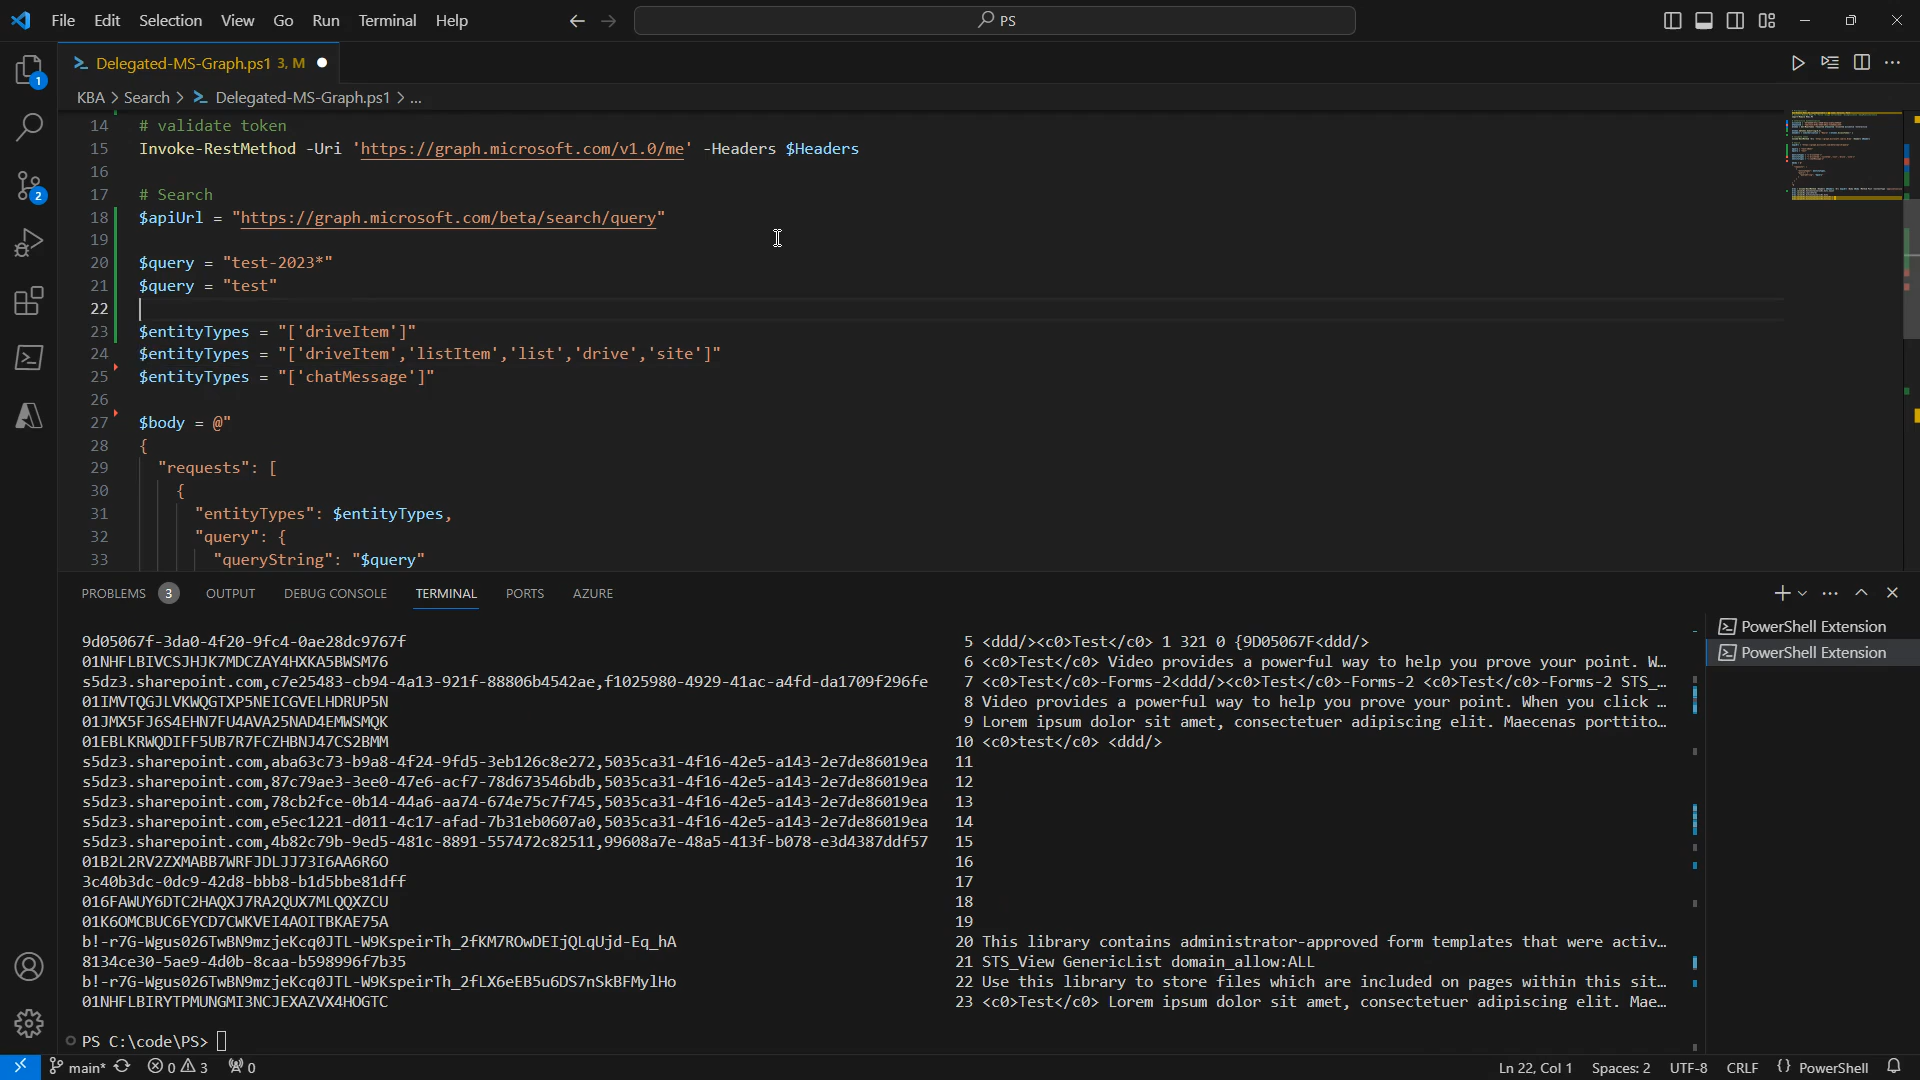 File Edit Selection View Go Run Terminal Help
PS
Delegated-MS-Graph.ps1 3, M
KBA > Search > Delegated-MS-Graph.ps1 > ...
1
2
14 # validate token
15 Invoke-RestMethod -Uri 'https://graph.microsoft.com/v1.0/me' -Headers $Headers
16
17 # Search
18 $apiUrl = "https://graph.microsoft.com/beta/search/query"
19
20 $query = "test-2023*"
21 $query = "test"
22
23 $entityTypes = "['driveItem']"
24 $entityTypes = "['driveItem','listItem','list','drive','site']"
25 $entityTypes = "['chatMessage']"
26
27 $body = @"
28 {
29 "requests": [
30 {
31 "entityTypes": $entityTypes,
32 "query": {
33 "queryString": "$query"
PROBLEMS 3 OUTPUT DEBUG CONSOLE TERMINAL PORTS AZURE
PowerShell Extension
PowerShell Extension
9d05067f-3da0-4f20-9fc4-0ae28dc9767f 5 <ddd/><c0>Test</c0> 1 321 0 {9D05067F<ddd/>
01NHFLBIVCSJHJK7MDCZAY4HXKA5BWSM76 6 <c0>Test</c0> Video provides a powerful way to help you prove your point. W…
s5dz3.sharepoint.com,c7e25483-cb94-4a13-921f-88806b4542ae,f1025980-4929-41ac-a4fd-da1709f296fe 7 <c0>Test</c0>-Forms-2<ddd/><c0>Test</c0>-Forms-2 <c0>Test</c0>-Forms-2 STS_…
01IMVTQGJLVKWQGTXP5NEICGVELHDRUP5N 8 Video provides a powerful way to help you prove your point. When you click …
01JMX5FJ6S4EHN7FU4AVA25NAD4EMWSMQK 9 Lorem ipsum dolor sit amet, consectetuer adipiscing elit. Maecenas porttito…
01EBLKRWQDIFF5UB7R7FCZHBNJ47CS2BMM 10 <c0>test</c0> <ddd/>
s5dz3.sharepoint.com,aba63c73-b9a8-4f24-9fd5-3eb126c8e272,5035ca31-4f16-42e5-a143-2e7de86019ea 11
s5dz3.sharepoint.com,87c79ae3-3ee0-47e6-acf7-78d673546bdb,5035ca31-4f16-42e5-a143-2e7de86019ea 12
s5dz3.sharepoint.com,78cb2fce-0b14-44a6-aa74-674e75c7f745,5035ca31-4f16-42e5-a143-2e7de86019ea 13
s5dz3.sharepoint.com,e5ec1221-d011-4c17-afad-7b31eb0607a0,5035ca31-4f16-42e5-a143-2e7de86019ea 14
s5dz3.sharepoint.com,4b82c79b-9ed5-481c-8891-557472c82511,99608a7e-48a5-413f-b078-e3d4387ddf57 15
01B2L2RV2ZXMABB7WRFJDLJJ73I6AA6R6O 16
3c40b3dc-0dc9-42d8-bbb8-b1d5bbe81dff 17
016FAWUY6DTC2HAQXJ7RA2QUX7MLQQXZCU 18
01K6OMCBUC6EYCD7CWKVEI4AOITBKAE75A 19
b!-r7G-Wgus026TwBN9mzjeKcq0JTL-W9KspeirTh_2fKM7ROwDEIjQLqUjd-Eq_hA 20 This library contains administrator-approved form templates that were activ…
8134ce30-5ae9-4d0b-8caa-b598996f7b35 21 STS_View GenericList domain_allow:ALL
b!-r7G-Wgus026TwBN9mzjeKcq0JTL-W9KspeirTh_2fLX6eEB5u6DS7nSkBFMylHo 22 Use this library to store files which are included on pages within this sit…
01NHFLBIRYTPMUNGMI3NCJEXAZVX4HOGTC 23 <c0>Test</c0> Lorem ipsum dolor sit amet, consectetuer adipiscing elit. Mae…
PS C:\code\PS>
main* 0 3 0 Ln 22, Col 1 Spaces: 2 UTF-8 CRLF {} PowerShell